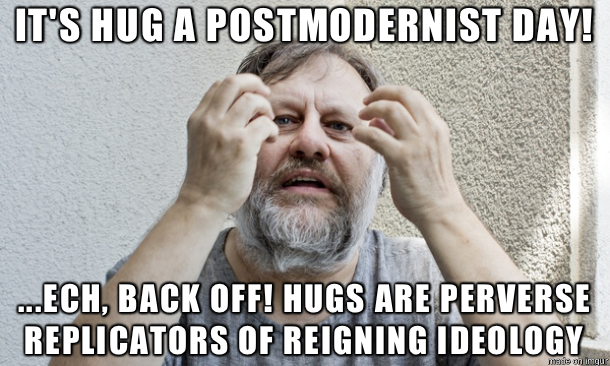 IT'S HUG A POSTMODERNIST DAY!
...ECH, BACK OFF! HUGS ARE PERVERSE
REPLICATORS OF REIGNING IDEOLOGY
made on imgur